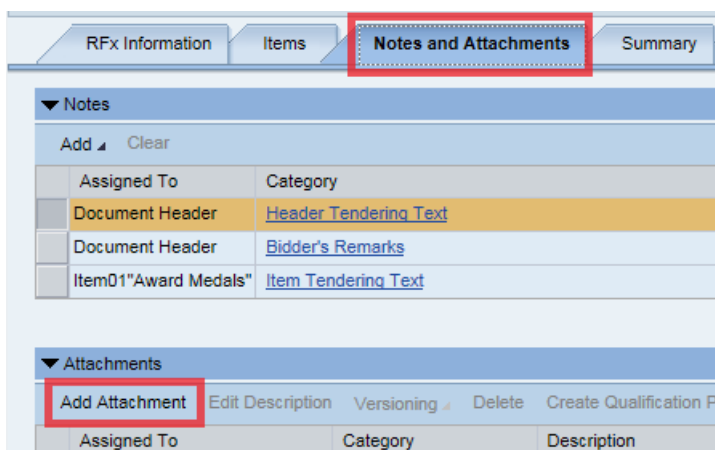 RFx Information Items Notes and Attachments Summary
Notes
Add Clear
Assigned To Category
Document Header Header Tendering Text
Document Header Bidder's Remarks
Item01"Award Medals" Item Tendering Text
Attachments
Add Attachment Edit Description Versioning Delete Create Qualification P
Assigned To Category Description